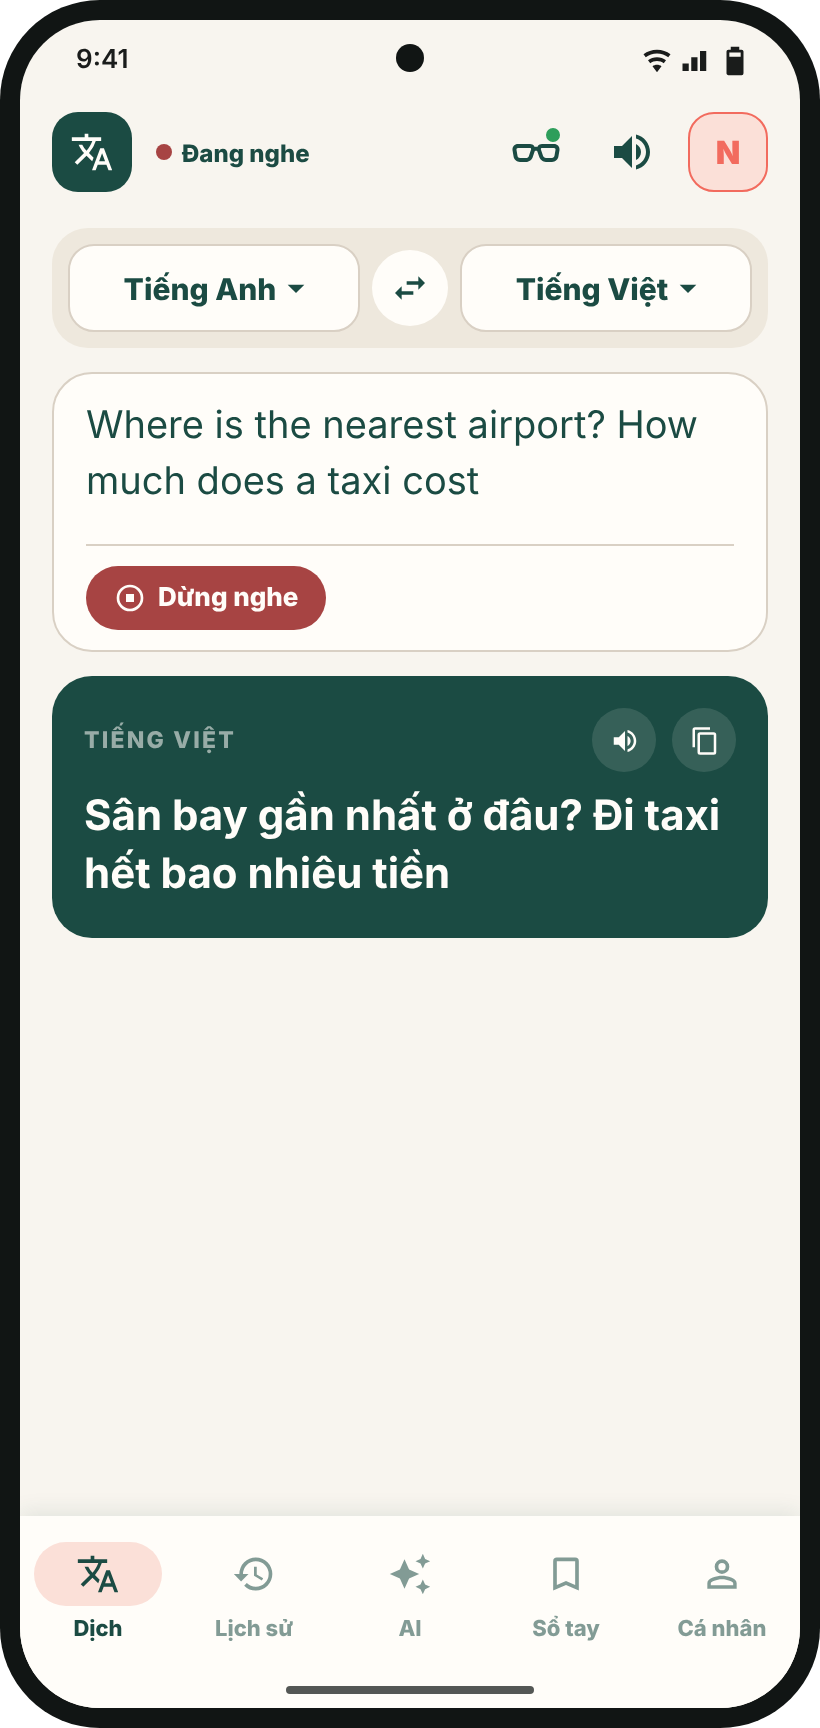 9:41
Đang nghe
N
Tiếng Anh
Tiếng Việt
Where is the nearest airport? How
much does a taxi cost
Dừng nghe
TIẾNG VIỆT
Sân bay gần nhất ở đâu? Đi taxi
hết bao nhiêu tiền
Dịch
Lịch sử
AI
Sổ tay
Cá nhân